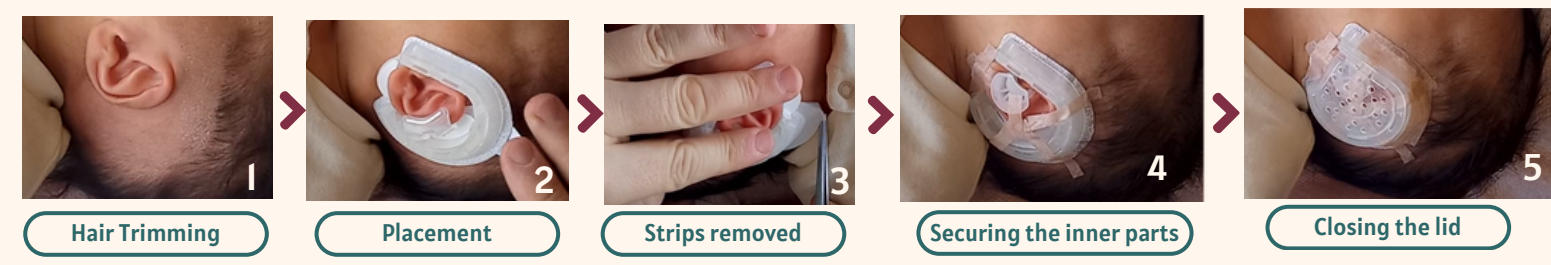 1
2
3
4
5
Hair Trimming
Placement
Strips removed
Securing the inner parts
Closing the lid